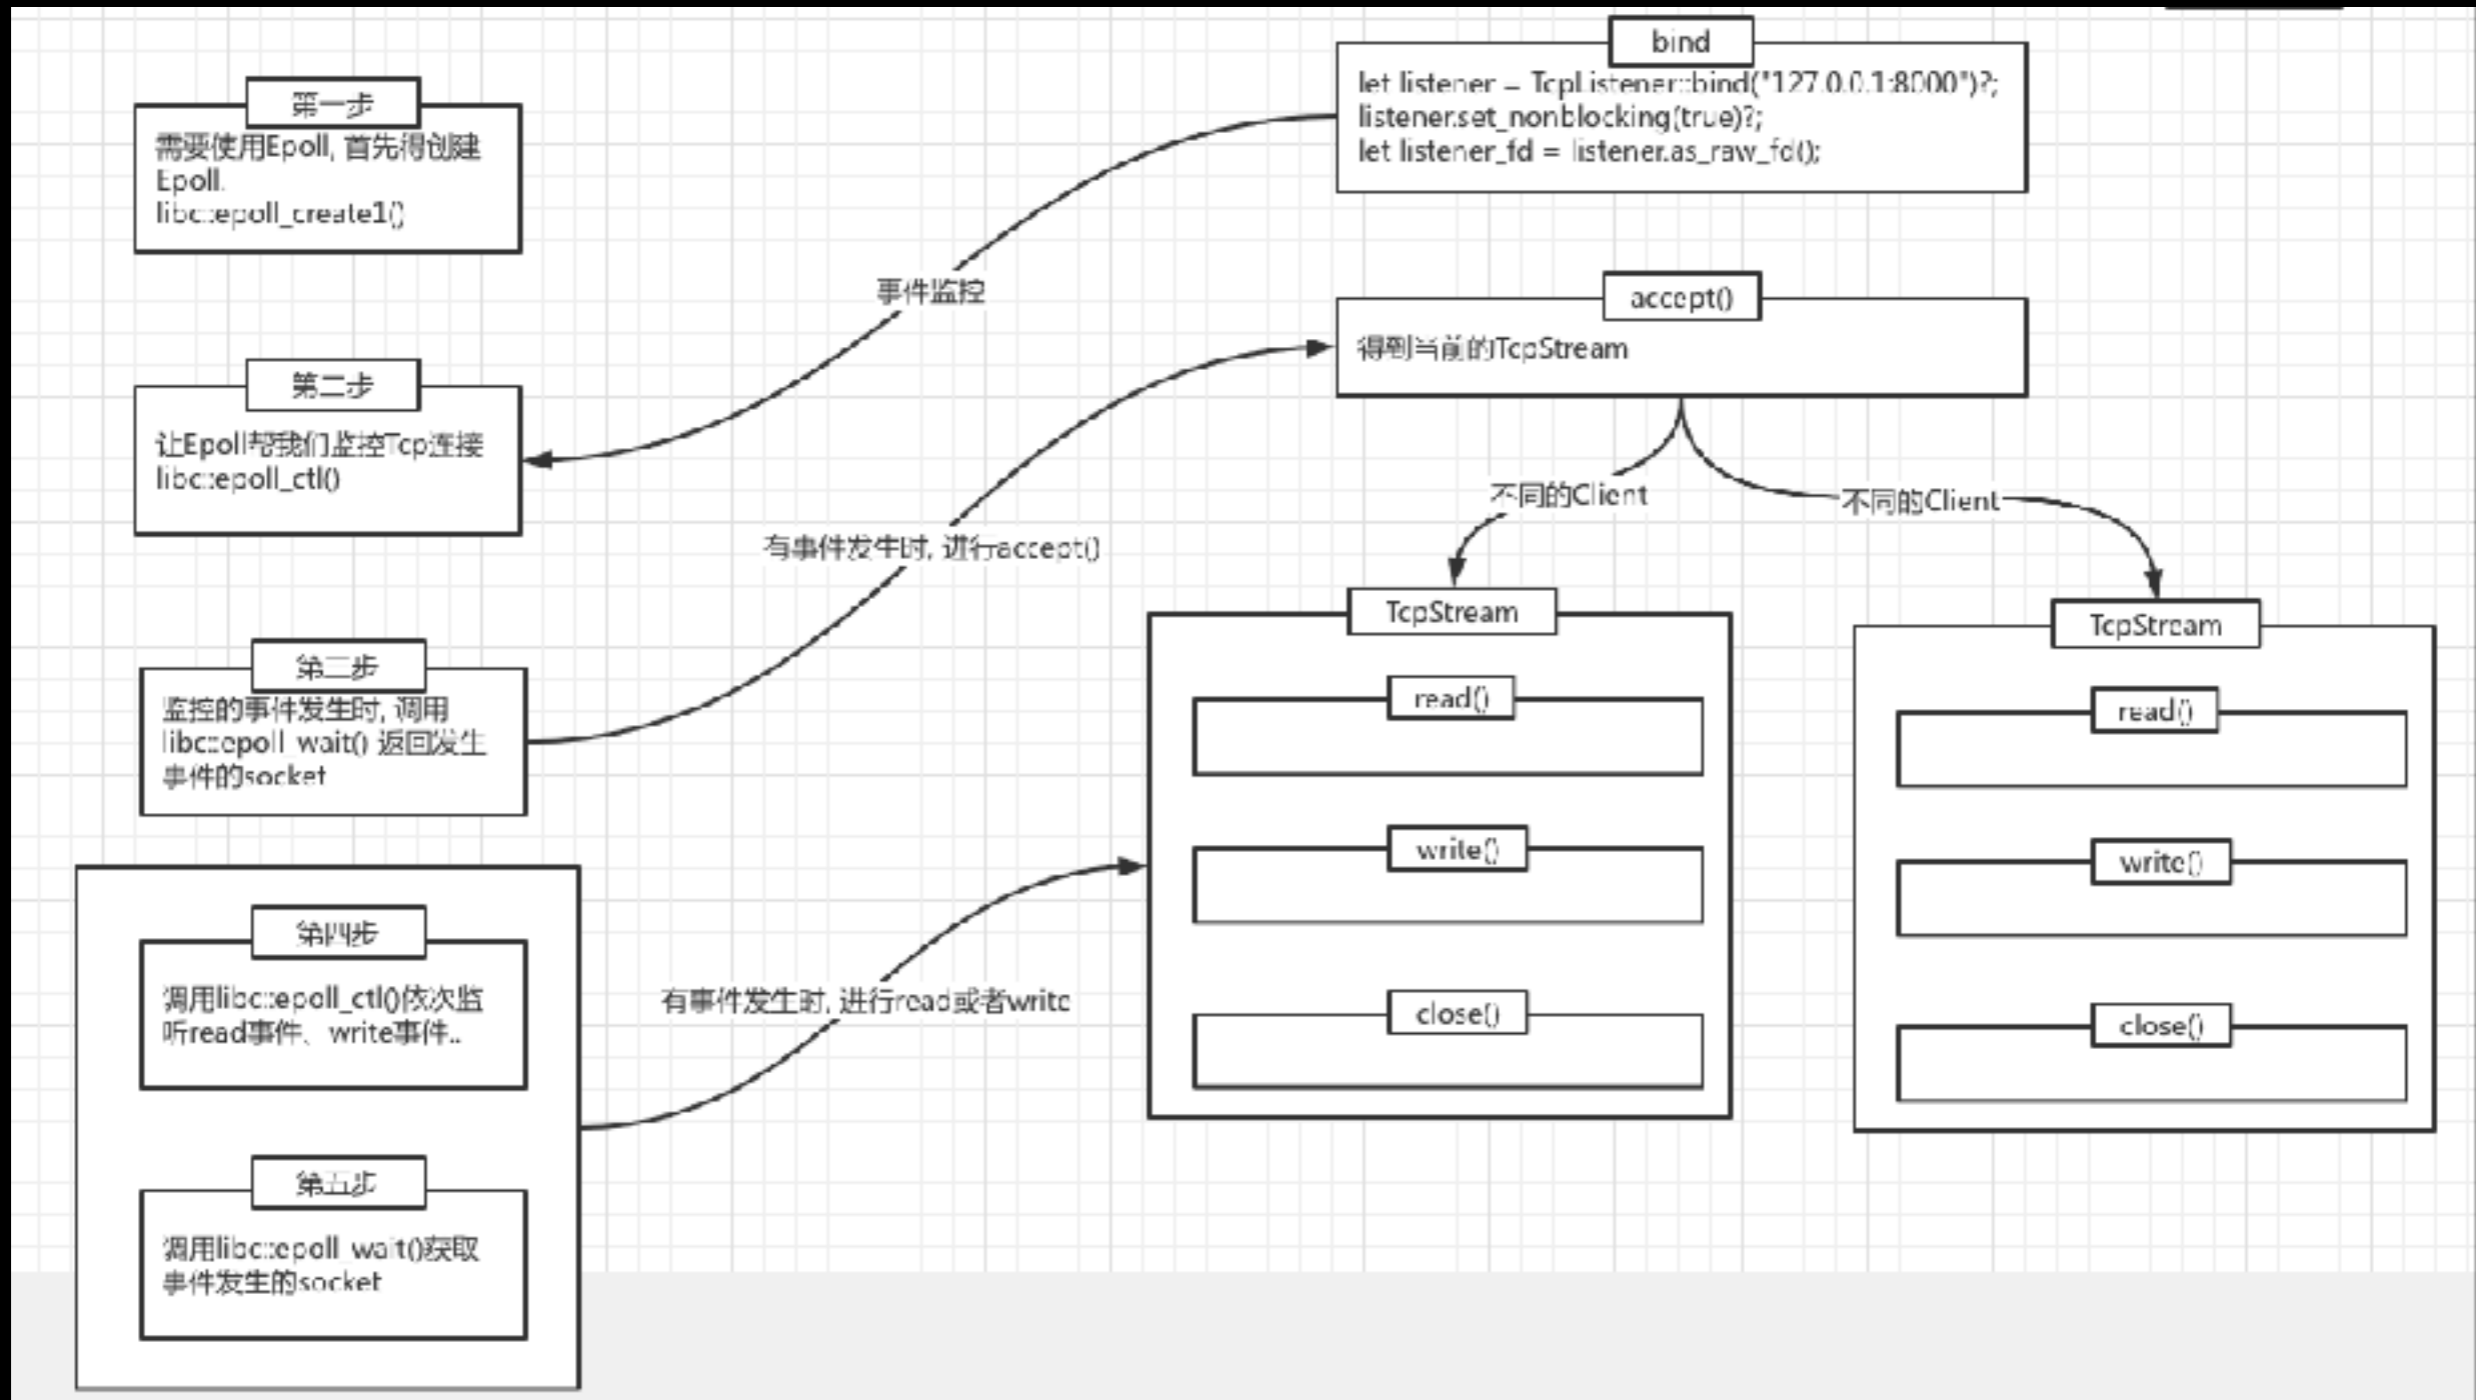 第一步
需要使用Epoll, 首先得创建
Epoll.
libc::epoll_create1()
bind
let listener = TcpListener::bind("127.0.0.1:8000")?;
listener.set_nonblocking(true)?;
let listener_fd = listener.as_raw_fd();
事件监控
accept()
得到当前的TcpStream
第二步
让Epoll帮我们监控Tcp连接
libc::epoll_ctl()
不同的Client
不同的Client
有事件发生时, 进行accept()
第三步
监控的事件发生时, 调用
libc::epoll_wait() 返回发生
事件的socket
TcpStream
read()
write()
close()
TcpStream
read()
write()
close()
第四步
调用libc::epoll_ctl()依次监
听read事件、write事件..
有事件发生时, 进行read或者write
第五步
调用libc::epoll_wait()获取
事件发生的socket